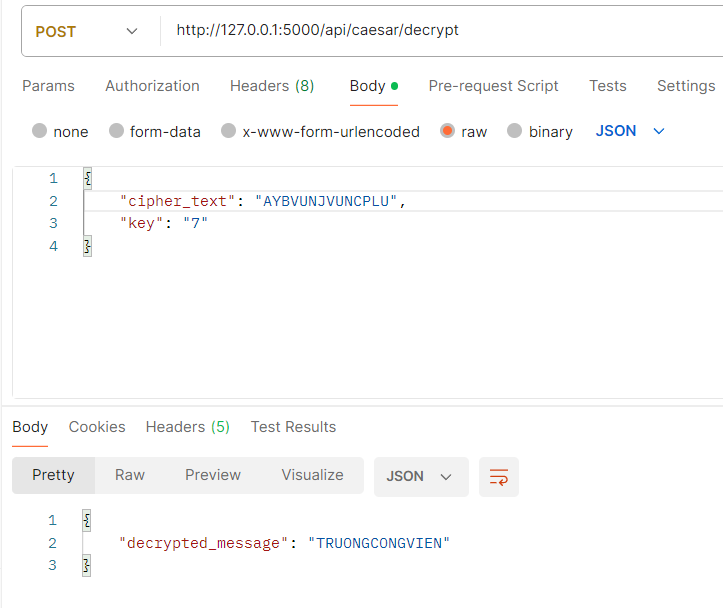 POST http://127.0.0.1:5000/api/caesar/decrypt
Params Authorization Headers (8) Body Pre-request Script Tests Settings
none form-data x-www-form-urlencoded raw binary JSON
1 {
2 "cipher_text": "AYBVUNJVUNCPLU",
3 "key": "7"
4 }
Body Cookies Headers (5) Test Results
Pretty Raw Preview Visualize JSON
1 {
2 "decrypted_message": "TRUONGCONGVIEN"
3 }